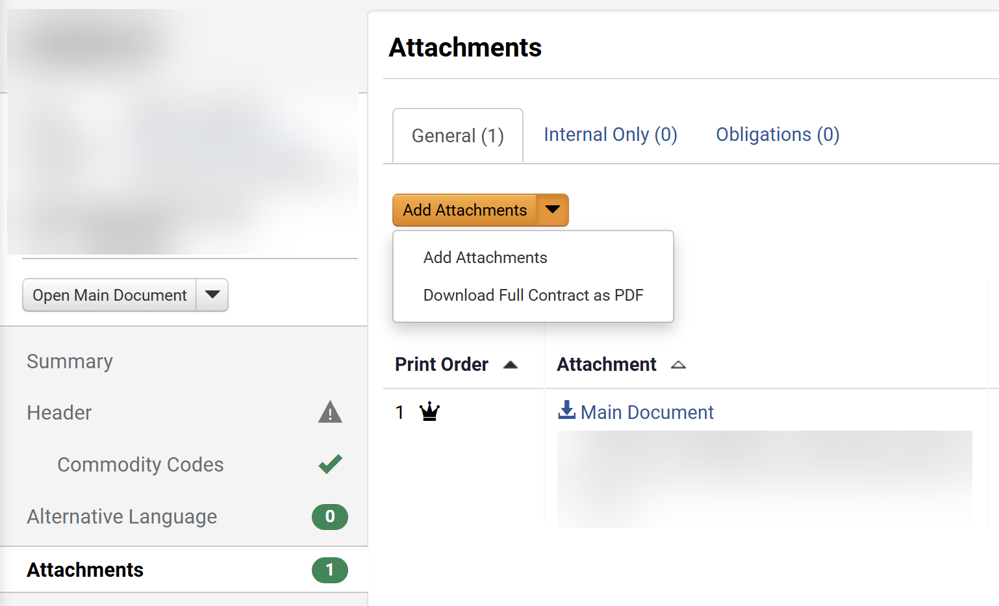 Open Main Document
Summary
Header
Commodity Codes
Alternative Language 0
Attachments 1
Attachments
General (1) Internal Only (0) Obligations (0)
Add Attachments
Add Attachments
Download Full Contract as PDF
Print Order Attachment
1 Main Document